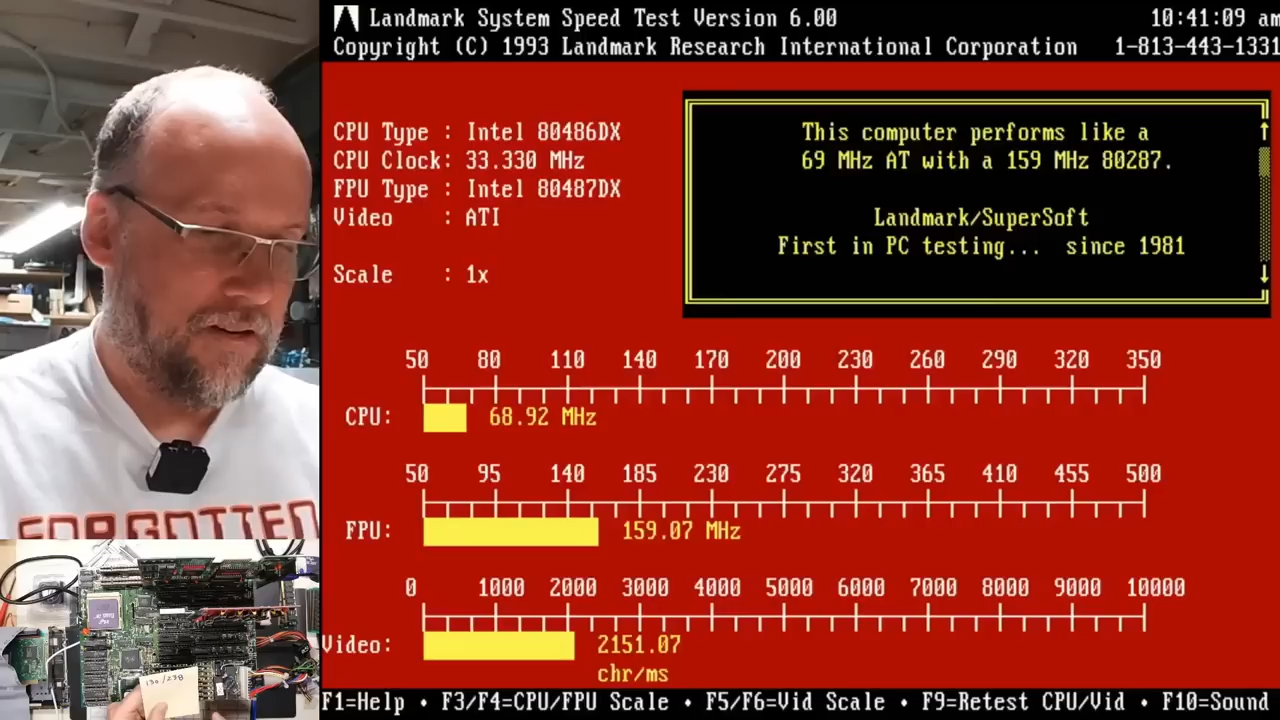 Landmark System Speed Test Version 6.00 10:41:09 am
Copyright (C) 1993 Landmark Research International Corporation 1-813-443-1331
CPU Type : Intel 80486DX
CPU Clock: 33.330 MHz
FPU Type : Intel 80487DX
Video : ATI
Scale : 1x
This computer performs like a
69 MHz AT with a 159 MHz 80287.
Landmark/SuperSoft
First in PC testing... since 1981
50 80 110 140 170 200 230 260 290 320 350
CPU: 68.92 MHz
50 95 140 185 230 275 320 365 410 455 500
FPU: 159.07 MHz
0 1000 2000 3000 4000 5000 6000 7000 8000 9000 10000
Video: 2151.07
chr/ms
F1=Help • F3/F4=CPU/FPU Scale • F5/F6=Vid Scale • F9=Retest CPU/Vid • F10=Sound
FORGOTTEN
130/238